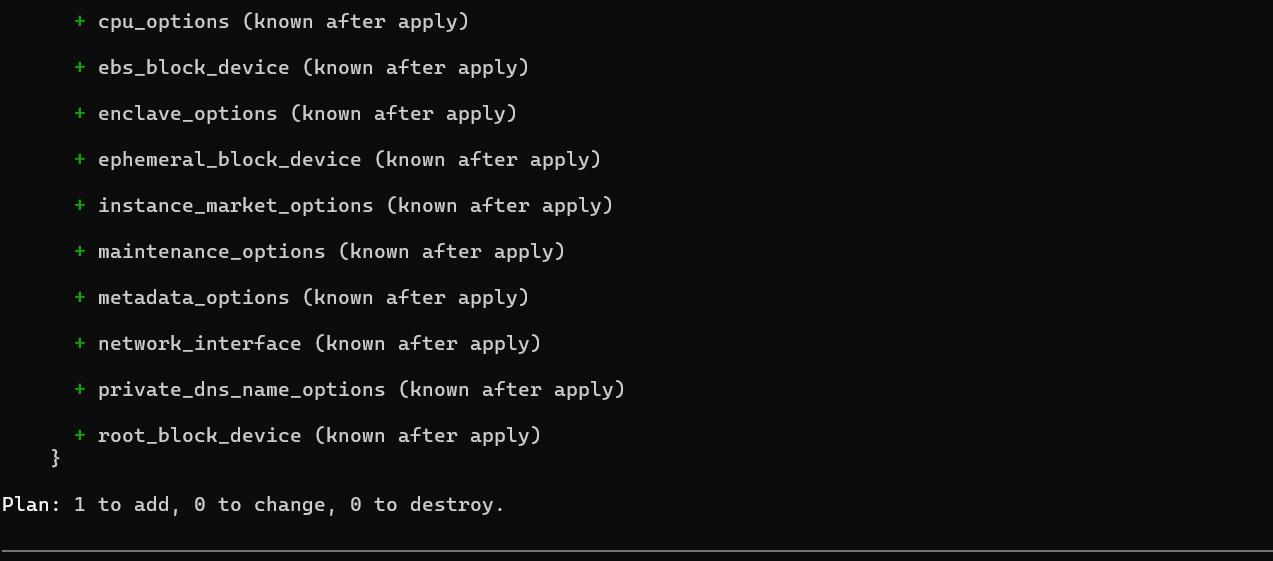 + cpu_options (known after apply)
+ ebs_block_device (known after apply)
+ enclave_options (known after apply)
+ ephemeral_block_device (known after apply)
+ instance_market_options (known after apply)
+ maintenance_options (known after apply)
+ metadata_options (known after apply)
+ network_interface (known after apply)
+ private_dns_name_options (known after apply)
+ root_block_device (known after apply)
}
Plan: 1 to add, 0 to change, 0 to destroy.